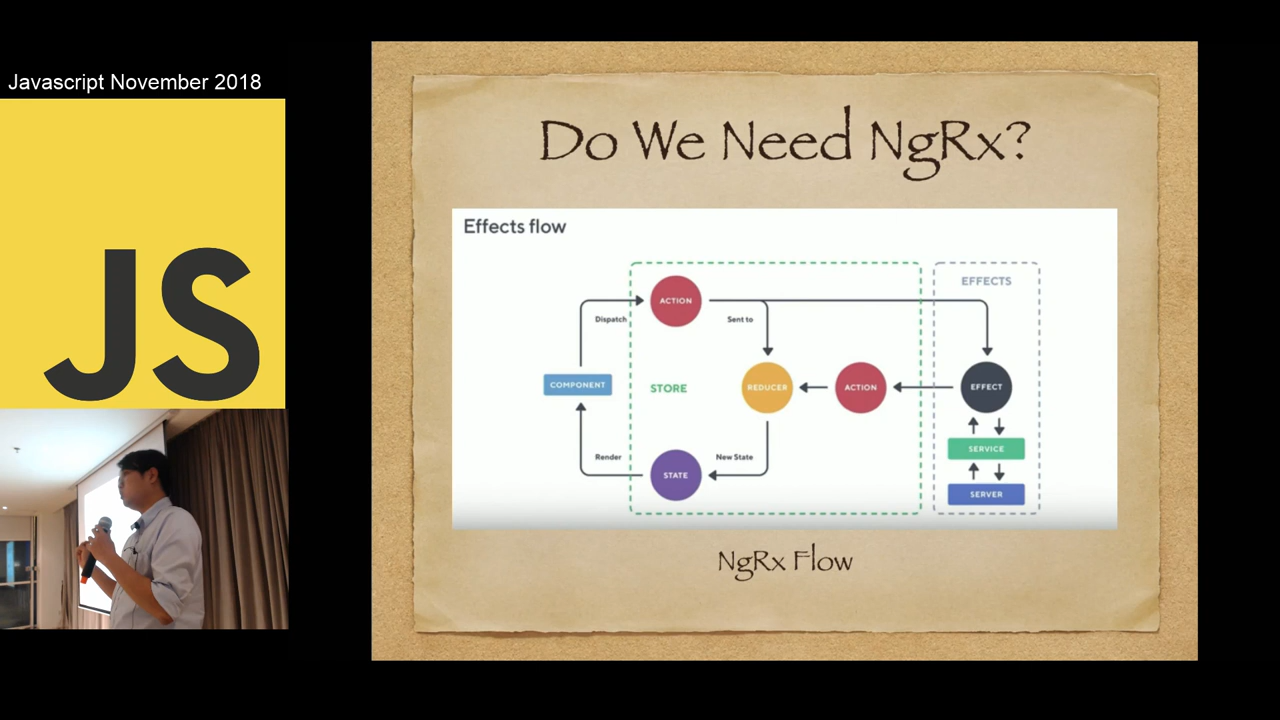 Javascript November 2018
JS
Do We Need NgRx?
Effects flow
EFFECTS
ACTION
Dispatch
Sent to
COMPONENT
STORE
REDUCER
ACTION
EFFECT
SERVICE
Render
New State
STATE
SERVER
NgRx Flow